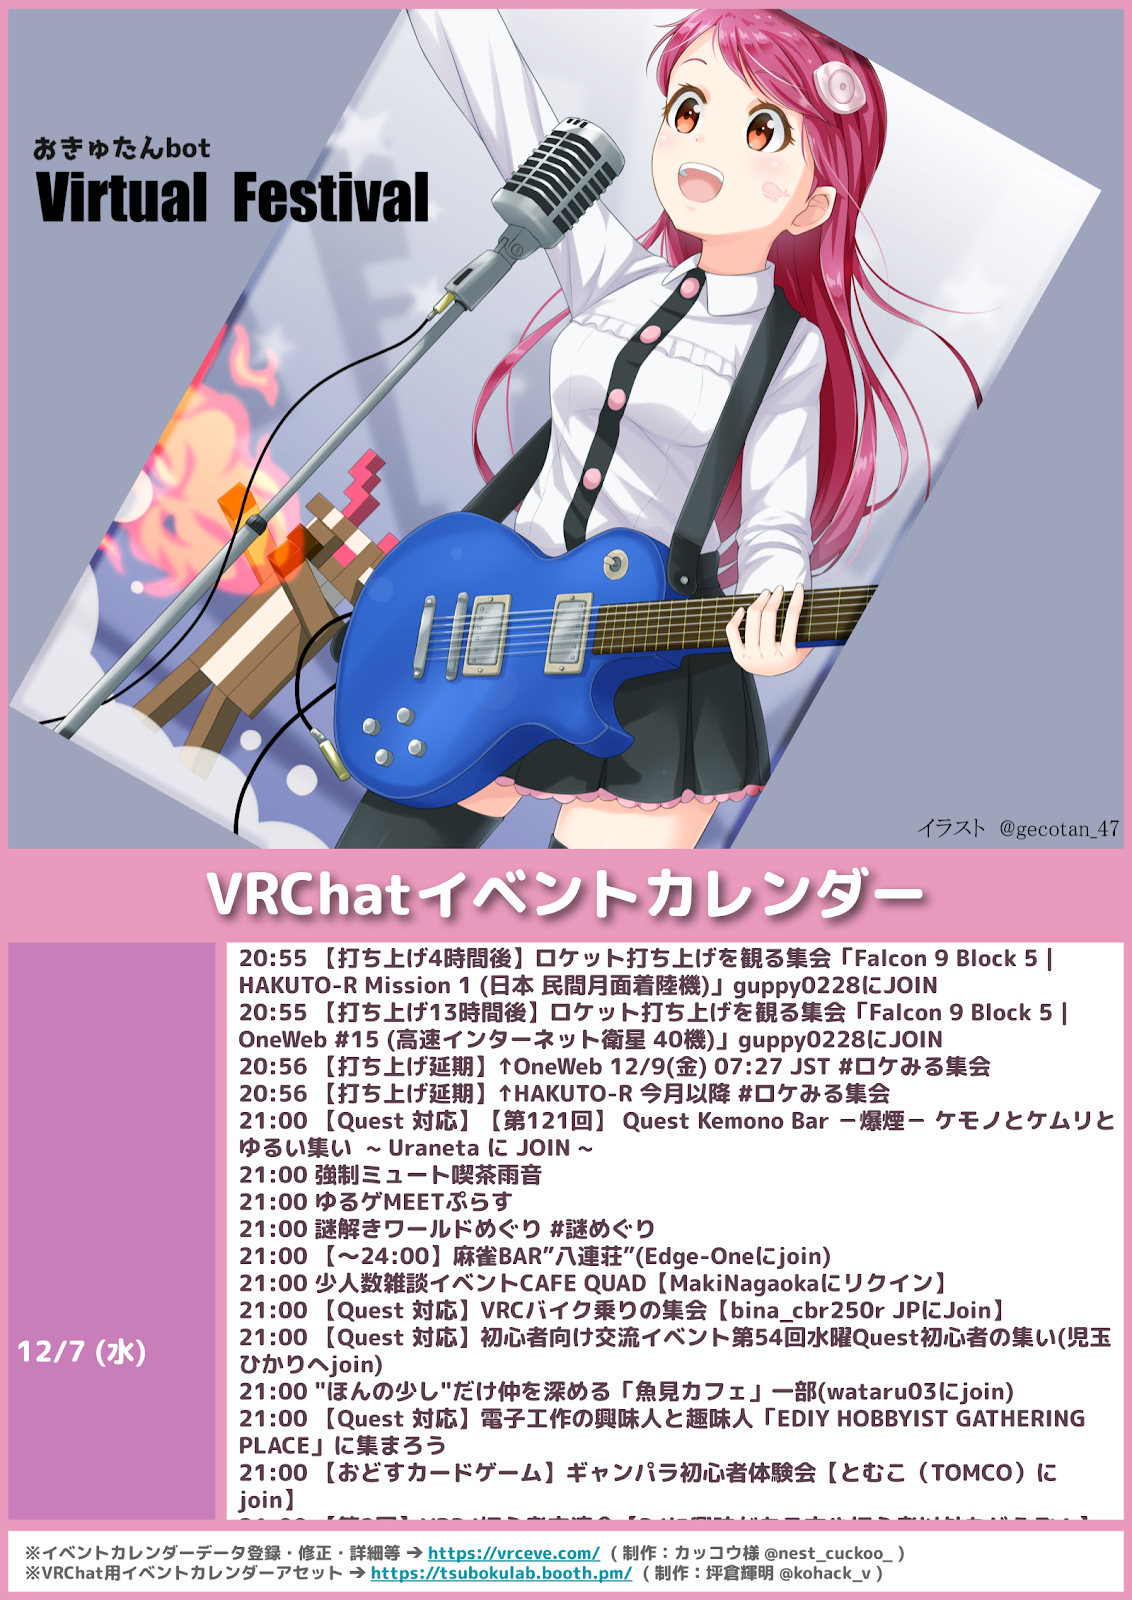 おきゅたんbot
Virtual Festival
イラスト @gecotan_47
VRChatイベントカレンダー
12/7 (水)
20:55 【打ち上げ4時間後】ロケット打ち上げを観る集会「Falcon 9 Block 5 |
HAKUTO-R Mission 1 (日本 民間月面着陸機)」guppy0228にJOIN
20:55 【打ち上げ13時間後】ロケット打ち上げを観る集会「Falcon 9 Block 5 |
OneWeb #15 (高速インターネット衛星 40機)」guppy0228にJOIN
20:56 【打ち上げ延期】↑OneWeb 12/9(金) 07:27 JST #ロケみる集会
20:56 【打ち上げ延期】↑HAKUTO-R 今月以降 #ロケみる集会
21:00 【Quest 対応】【第121回】 Quest Kemono Bar －爆煙－ ケモノとケムリと
ゆるい集い ~ Uraneta に JOIN ~
21:00 強制ミュート喫茶雨音
21:00 ゆるゲMEETぷらす
21:00 謎解きワールドめぐり #謎めぐり
21:00 【～24:00】麻雀BAR”八連荘”(Edge-Oneにjoin)
21:00 少人数雑談イベントCAFE QUAD【MakiNagaokaにリクイン】
21:00 【Quest 対応】VRCバイク乗りの集会【bina_cbr250r JPにJoin】
21:00 【Quest 対応】初心者向け交流イベント第54回水曜Quest初心者の集い(児玉
ひかりへjoin)
21:00 "ほんの少し"だけ仲を深める「魚見カフェ」一部(wataru03にjoin)
21:00 【Quest 対応】電子工作の興味人と趣味人「EDIY HOBBYIST GATHERING
PLACE」に集まろう
21:00 【おどすカードゲーム】ギャンパラ初心者体験会【とむこ（TOMCO）に
join】
※イベントカレンダーデータ登録・修正・詳細等 ➔ https://vrceve.com/ ( 制作：カッコウ様 @nest_cuckoo_ )
※VRChat用イベントカレンダーアセット ➔ https://tsubokulab.booth.pm/ ( 制作：坪倉輝明 @kohack_v )